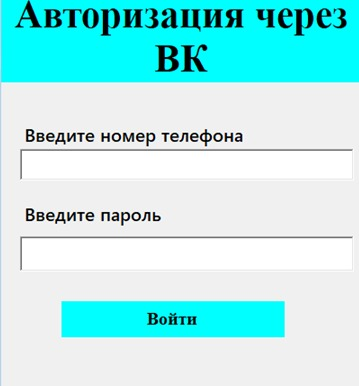 Авторизация через
ВК
Введите номер телефона
Введите пароль
Войти